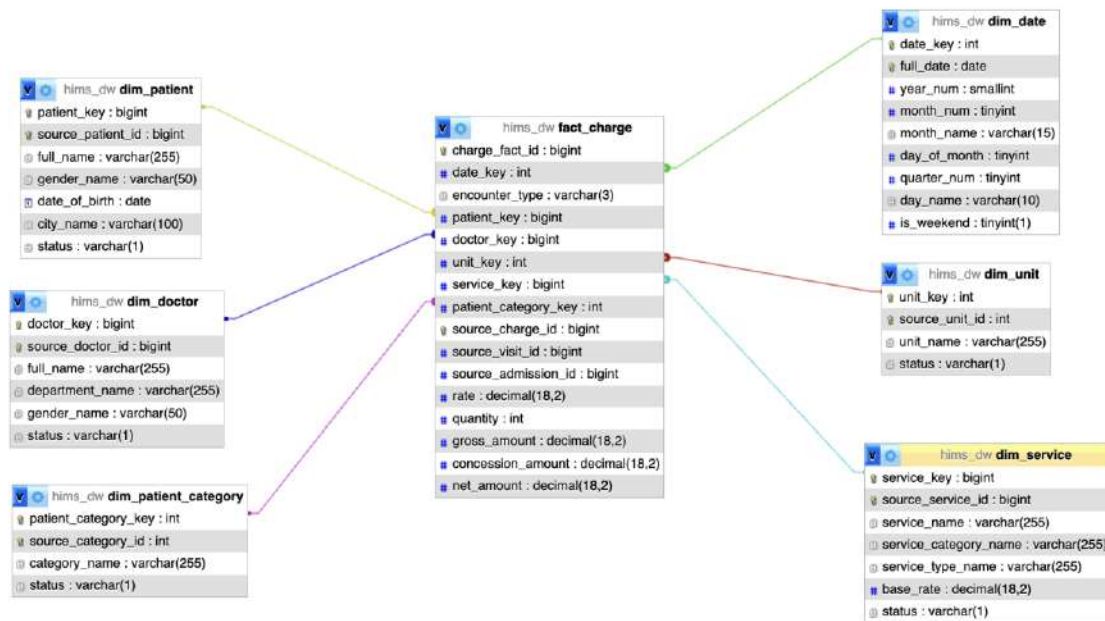 hims_dw dim_patient
patient_key : bigint
source_patient_id : bigint
full_name : varchar(255)
gender_name : varchar(50)
date_of_birth : date
city_name : varchar(100)
status : varchar(1)
hims_dw dim_doctor
doctor_key : bigint
source_doctor_id : bigint
full_name : varchar(255)
department_name : varchar(255)
gender_name : varchar(50)
status : varchar(1)
hims_dw dim_patient_category
patient_category_key : int
source_category_id : int
category_name : varchar(255)
status : varchar(1)
hims_dw fact_charge
charge_fact_id : bigint
date_key : int
encounter_type : varchar(3)
patient_key : bigint
doctor_key : bigint
unit_key : int
service_key : bigint
patient_category_key : int
source_charge_id : bigint
source_visit_id : bigint
source_admission_id : bigint
rate : decimal(18,2)
quantity : int
gross_amount : decimal(18,2)
concession_amount : decimal(18,2)
net_amount : decimal(18,2)
hims_dw dim_date
date_key : int
full_date : date
year_num : smallint
month_num : tinyint
month_name : varchar(15)
day_of_month : tinyint
quarter_num : tinyint
day_name : varchar(10)
is_weekend : tinyint(1)
hims_dw dim_unit
unit_key : int
source_unit_id : int
unit_name : varchar(255)
status : varchar(1)
hims_dw dim_service
service_key : bigint
source_service_id : bigint
service_name : varchar(255)
service_category_name : varchar(255)
service_type_name : varchar(255)
base_rate : decimal(18,2)
status : varchar(1)